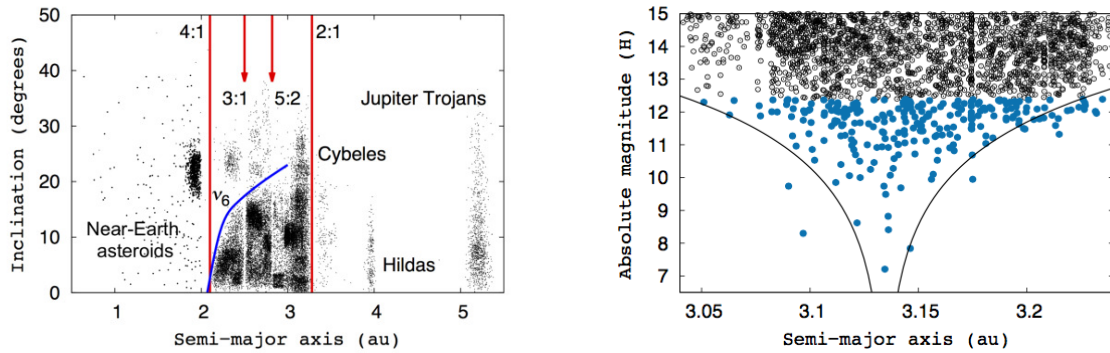 50
40
30
20
10
0
Inclination (degrees)
4:1
2:1
3:1
5:2
Jupiter Trojans
Cybeles
ν6
Near-Earth
asteroids
Hildas
1
2
3
4
5
Semi-major axis (au)
15
14
13
12
11
10
9
8
7
Absolute magnitude (H)
3.05
3.1
3.15
3.2
Semi-major axis (au)